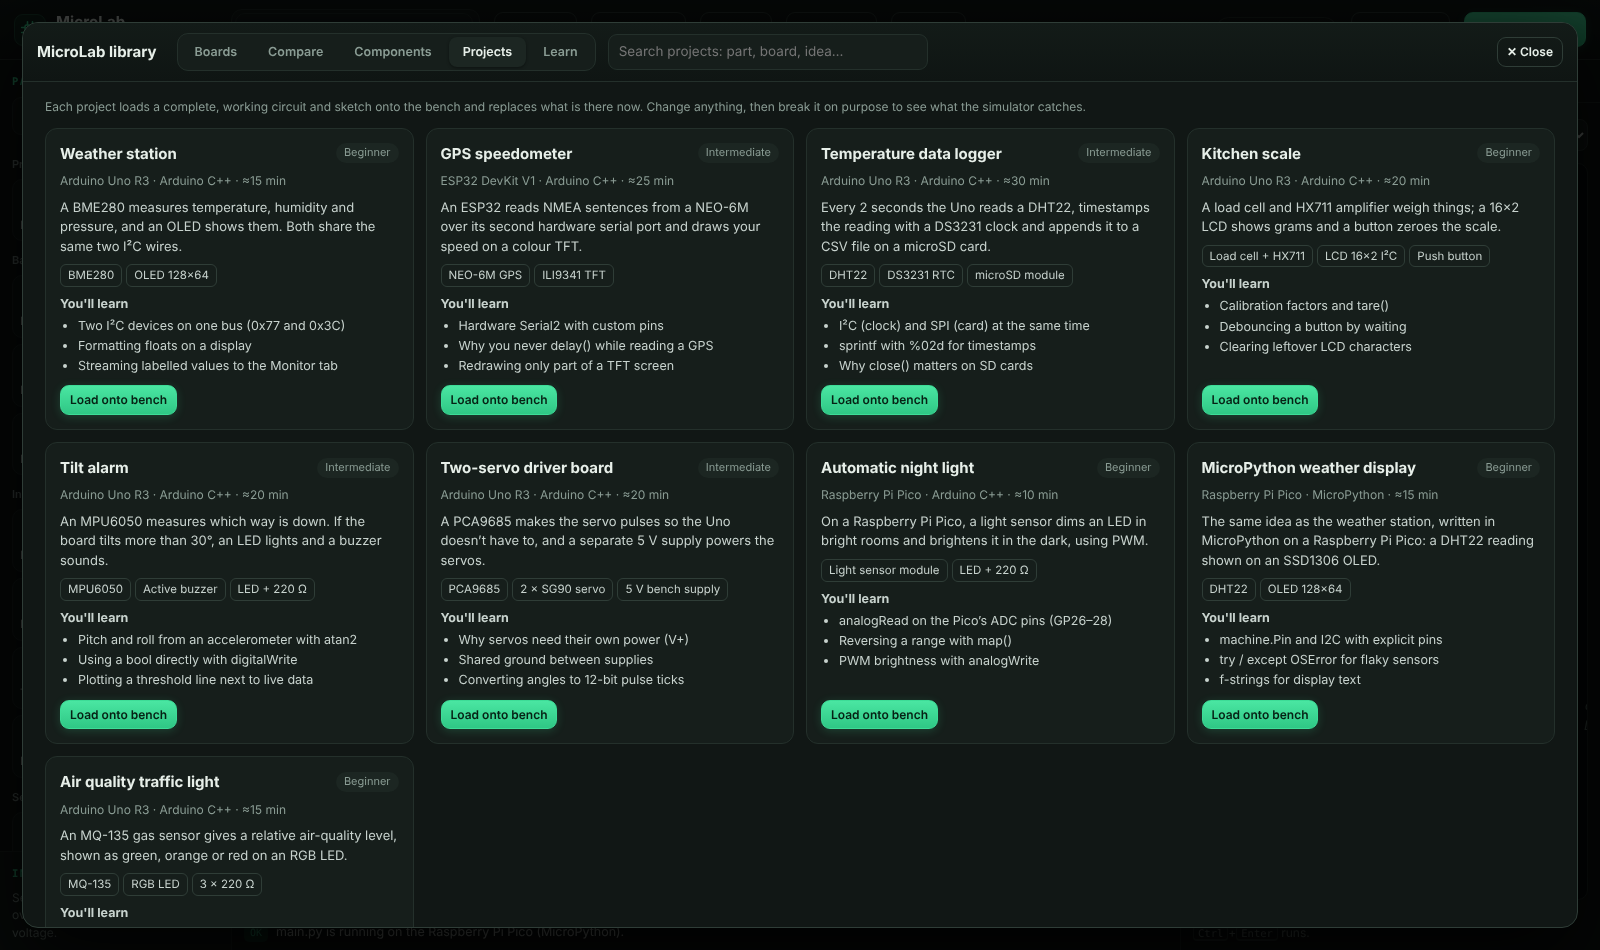 MicroLab library
Boards
Compare
Components
Projects
Learn
Search projects: part, board, idea...
✕ Close
Each project loads a complete, working circuit and sketch onto the bench and replaces what is there now. Change anything, then break it on purpose to see what the simulator catches.
Weather station
Beginner
Arduino Uno R3 · Arduino C++ · ≈15 min
A BME280 measures temperature, humidity and
pressure, and an OLED shows them. Both share the
same two I²C wires.
BME280
OLED 128×64
You'll learn
• Two I²C devices on one bus (0x77 and 0x3C)
• Formatting floats on a display
• Streaming labelled values to the Monitor tab
Load onto bench
GPS speedometer
Intermediate
ESP32 DevKit V1 · Arduino C++ · ≈25 min
An ESP32 reads NMEA sentences from a NEO-6M
over its second hardware serial port and draws your
speed on a colour TFT.
NEO-6M GPS
ILI9341 TFT
You'll learn
• Hardware Serial2 with custom pins
• Why you never delay() while reading a GPS
• Redrawing only part of a TFT screen
Load onto bench
Temperature data logger
Intermediate
Arduino Uno R3 · Arduino C++ · ≈30 min
Every 2 seconds the Uno reads a DHT22, timestamps
the reading with a DS3231 clock and appends it to a
CSV file on a microSD card.
DHT22
DS3231 RTC
microSD module
You'll learn
• I²C (clock) and SPI (card) at the same time
• sprintf with %02d for timestamps
• Why close() matters on SD cards
Load onto bench
Kitchen scale
Beginner
Arduino Uno R3 · Arduino C++ · ≈20 min
A load cell and HX711 amplifier weigh things; a 16×2
LCD shows grams and a button zeroes the scale.
Load cell + HX711
LCD 16×2 I²C
Push button
You'll learn
• Calibration factors and tare()
• Debouncing a button by waiting
• Clearing leftover LCD characters
Load onto bench
Tilt alarm
Intermediate
Arduino Uno R3 · Arduino C++ · ≈20 min
An MPU6050 measures which way is down. If the
board tilts more than 30°, an LED lights and a buzzer
sounds.
MPU6050
Active buzzer
LED + 220 Ω
You'll learn
• Pitch and roll from an accelerometer with atan2
• Using a bool directly with digitalWrite
• Plotting a threshold line next to live data
Load onto bench
Two-servo driver board
Intermediate
Arduino Uno R3 · Arduino C++ · ≈20 min
A PCA9685 makes the servo pulses so the Uno
doesn’t have to, and a separate 5 V supply powers the
servos.
PCA9685
2 × SG90 servo
5 V bench supply
You'll learn
• Why servos need their own power (V+)
• Shared ground between supplies
• Converting angles to 12-bit pulse ticks
Load onto bench
Automatic night light
Beginner
Raspberry Pi Pico · Arduino C++ · ≈10 min
On a Raspberry Pi Pico, a light sensor dims an LED in
bright rooms and brightens it in the dark, using PWM.
Light sensor module
LED + 220 Ω
You'll learn
• analogRead on the Pico’s ADC pins (GP26–28)
• Reversing a range with map()
• PWM brightness with analogWrite
Load onto bench
MicroPython weather display
Beginner
Raspberry Pi Pico · MicroPython · ≈15 min
The same idea as the weather station, written in
MicroPython on a Raspberry Pi Pico: a DHT22 reading
shown on an SSD1306 OLED.
DHT22
OLED 128×64
You'll learn
• machine.Pin and I2C with explicit pins
• try / except OSError for flaky sensors
• f-strings for display text
Load onto bench
Air quality traffic light
Beginner
Arduino Uno R3 · Arduino C++ · ≈15 min
An MQ-135 gas sensor gives a relative air-quality level,
shown as green, orange or red on an RGB LED.
MQ-135
RGB LED
3 × 220 Ω
You'll learn
voltage.
OK
main.py is running on the Raspberry Pi Pico (MicroPython).
Ctrl + Enter runs.